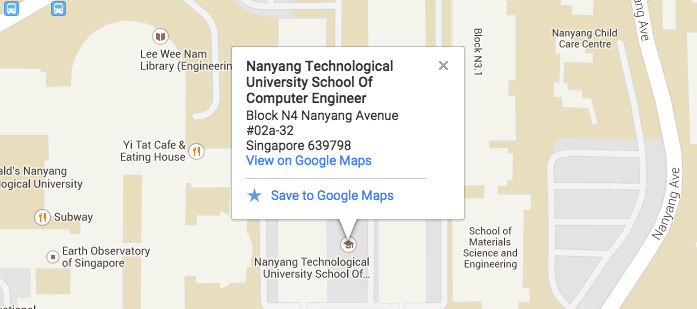 Lee Wee Nam
Library (Engineerin
Nanyang Technological
University School Of
Computer Engineer
Block N4 Nanyang Avenue
#02a-32
Singapore 639798
View on Google Maps
Save to Google Maps
Block N3.1
Nanyang Child
Care Centre
Nanyang Ave
Yi Tat Cafe &
Eating House
ald's Nanyang
ological University
Subway
Earth Observatory
of Singapore
Nanyang Technological
University School Of...
School of
Materials
Science and
Engineering
Nanyang Ave